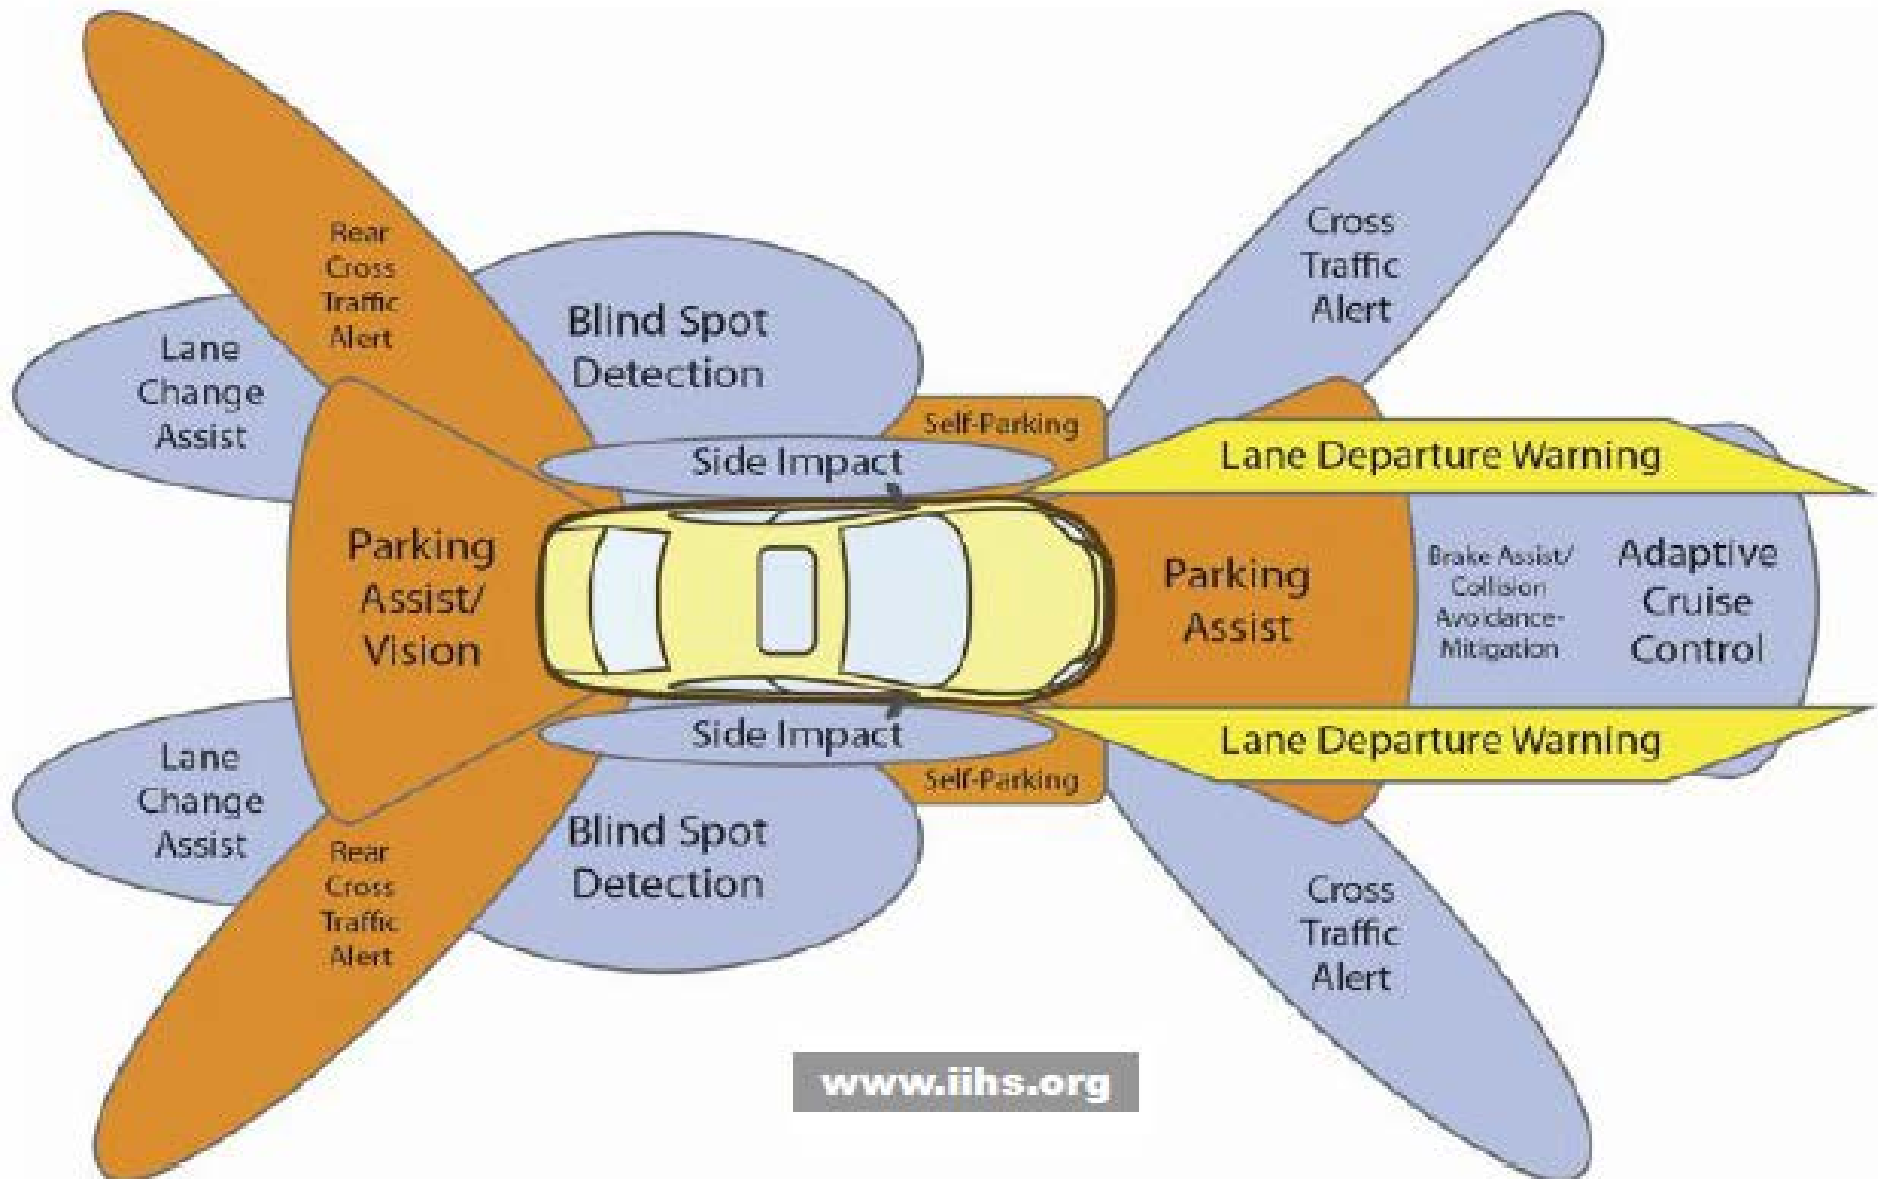 Rear
Cross
Traffic
Alert
Lane
Change
Assist
Blind Spot
Detection
Cross
Traffic
Alert
Self-Parking
Side Impact
Lane Departure Warning
Parking
Assist/
Vision
Parking
Assist
Brake Assist/
Collision
Avoidance-
Mitigation
Adaptive
Cruise
Control
Side Impact
Lane Departure Warning
Self-Parking
Lane
Change
Assist
Blind Spot
Detection
Rear
Cross
Traffic
Alert
Cross
Traffic
Alert
www.iihs.org